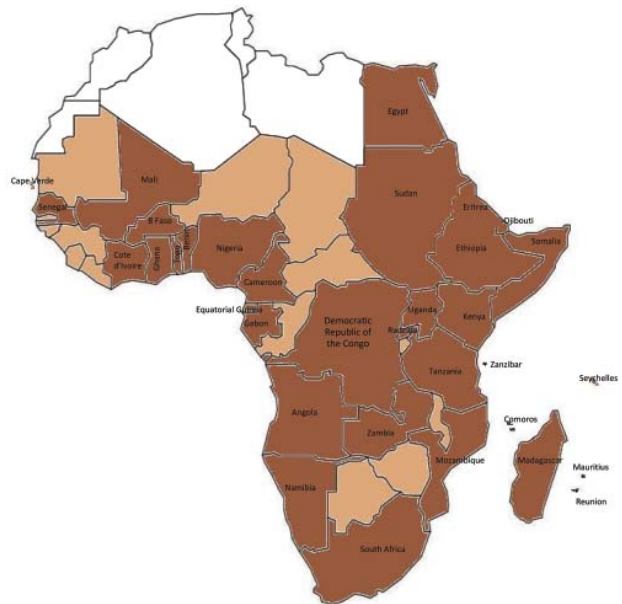 Egypt
Cape Verde
Mali
Sudan
Senegal
Eritrea
B Faso
Djibouti
Cote
d'Ivoire
Ghana
Togo
Benin
Nigeria
Ethiopia
Somalia
Cameroon
Equatorial Guinea
Gabon
Democratic
Republic of
the Congo
Uganda
Kenya
Rwanda
Tanzania
Zanzibar
Seychelles
Angola
Comoros
Zambia
Mozambique
Madagascar
Mauritius
Namibia
Reunion
South Africa